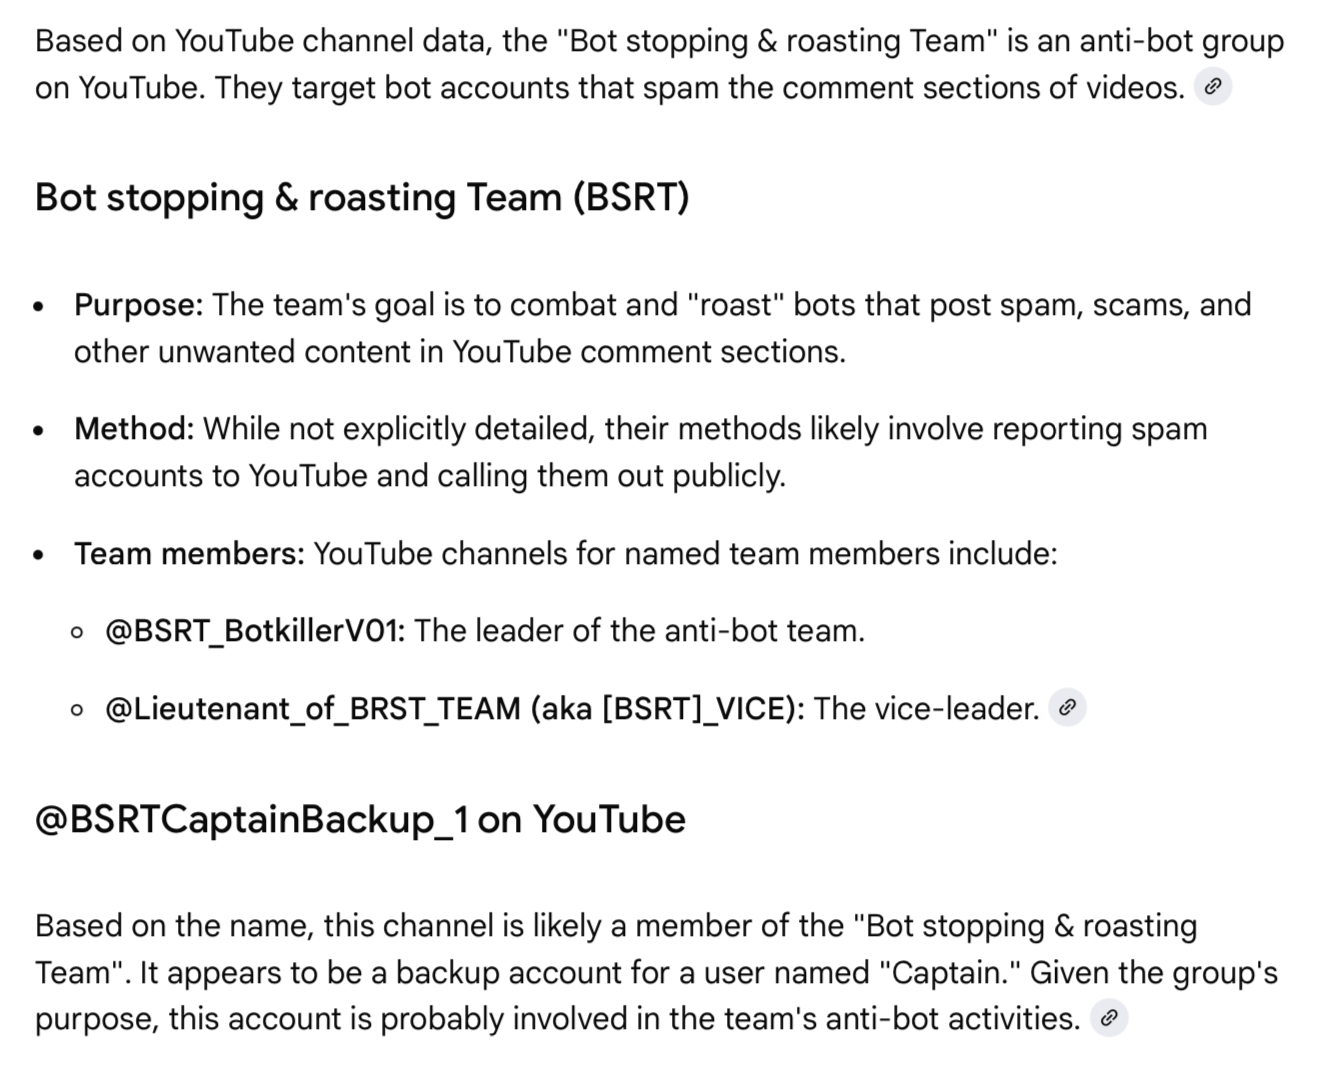 Based on YouTube channel data, the "Bot stopping & roasting Team" is an anti-bot group
on YouTube. They target bot accounts that spam the comment sections of videos.
Bot stopping & roasting Team (BSRT)
• Purpose: The team's goal is to combat and "roast" bots that post spam, scams, and
other unwanted content in YouTube comment sections.
• Method: While not explicitly detailed, their methods likely involve reporting spam
accounts to YouTube and calling them out publicly.
• Team members: YouTube channels for named team members include:
◦ @BSRT_BotkillerV01: The leader of the anti-bot team.
◦ @Lieutenant_of_BRST_TEAM (aka [BSRT]_VICE): The vice-leader.
@BSRTCaptainBackup_1 on YouTube
Based on the name, this channel is likely a member of the "Bot stopping & roasting
Team". It appears to be a backup account for a user named "Captain." Given the group's
purpose, this account is probably involved in the team's anti-bot activities.